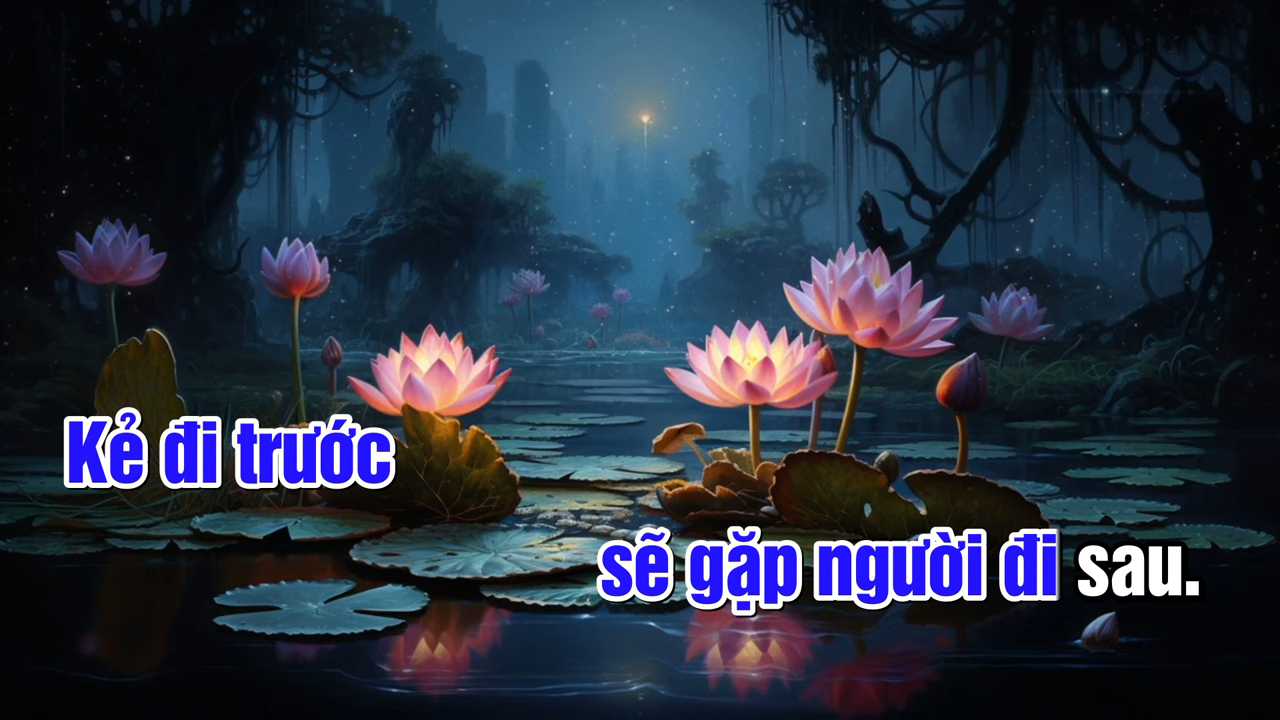 Kẻ đi trước
sẽ gặp người đi sau.